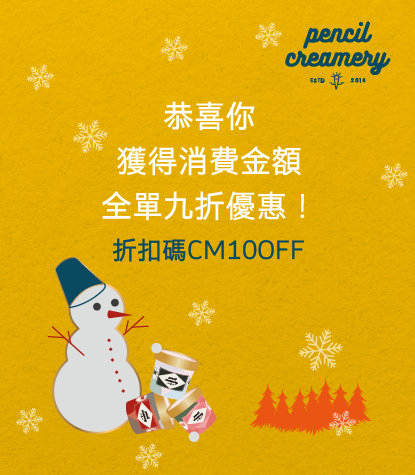 pencil
creamery
ESTD 2016
恭喜你
獲得消費金額
全單九折優惠！
折扣碼CM10OFF